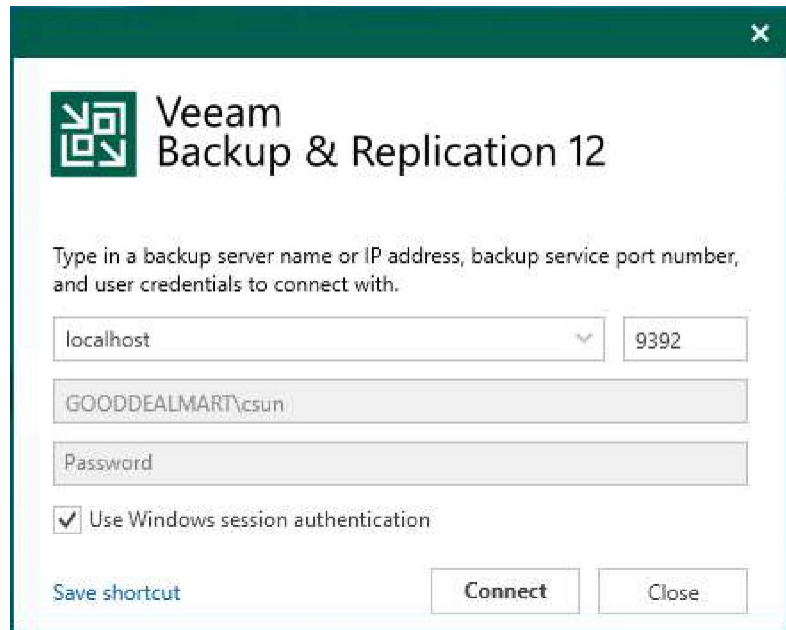 Veeam
Backup & Replication 12
Type in a backup server name or IP address, backup service port number,
and user credentials to connect with.
localhost
9392
GOODDEALMART\csun
Password
Use Windows session authentication
Save shortcut
Connect
Close